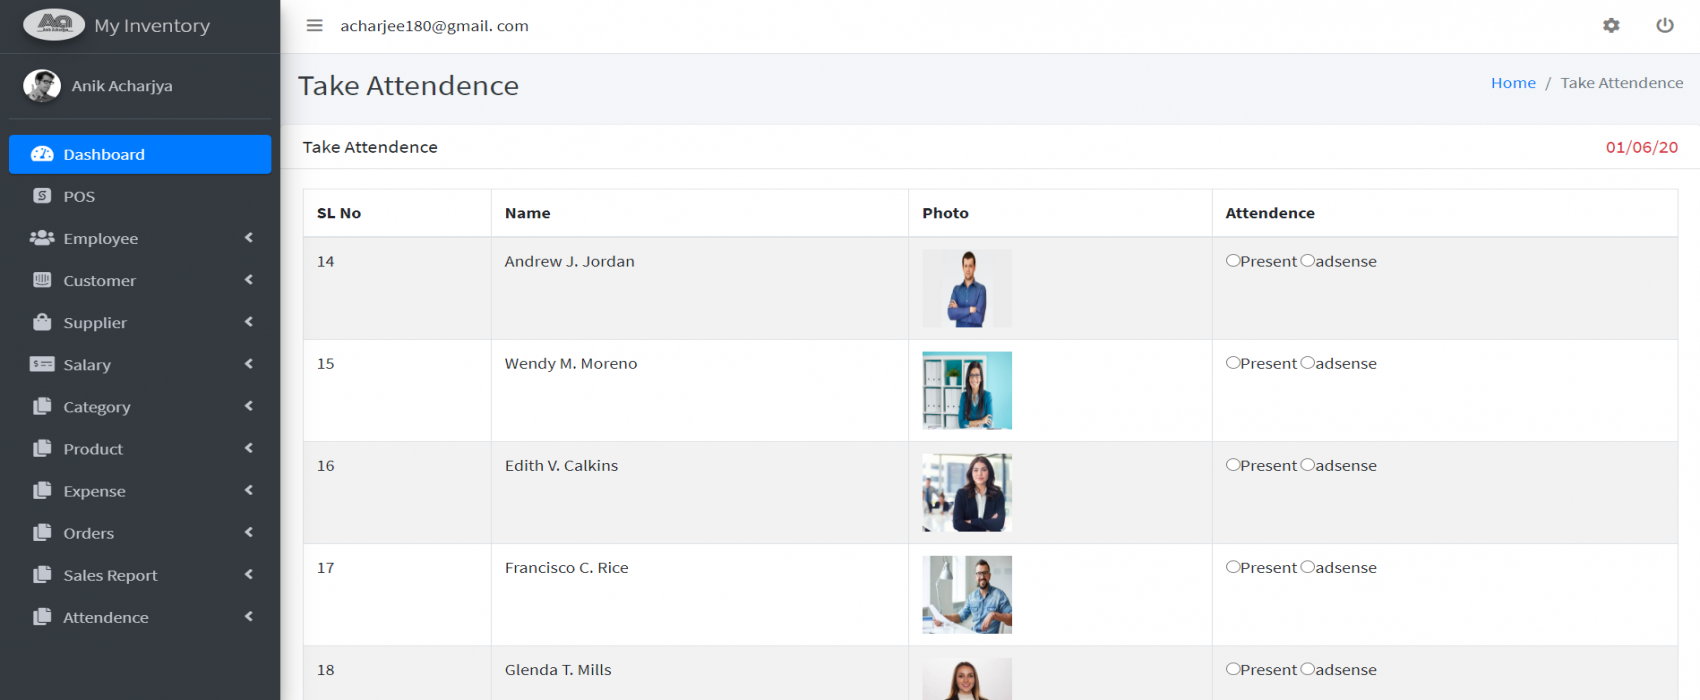 My Inventory
acharjee180@gmail. com
Anik Acharjya
Take Attendence
Home / Take Attendence
Dashboard
POS
Employee
Customer
Supplier
Salary
Category
Product
Expense
Orders
Sales Report
Attendence
Take Attendence
01/06/20
SL No Name Photo Attendence
14 Andrew J. Jordan Present adsense
15 Wendy M. Moreno Present adsense
16 Edith V. Calkins Present adsense
17 Francisco C. Rice Present adsense
18 Glenda T. Mills Present adsense